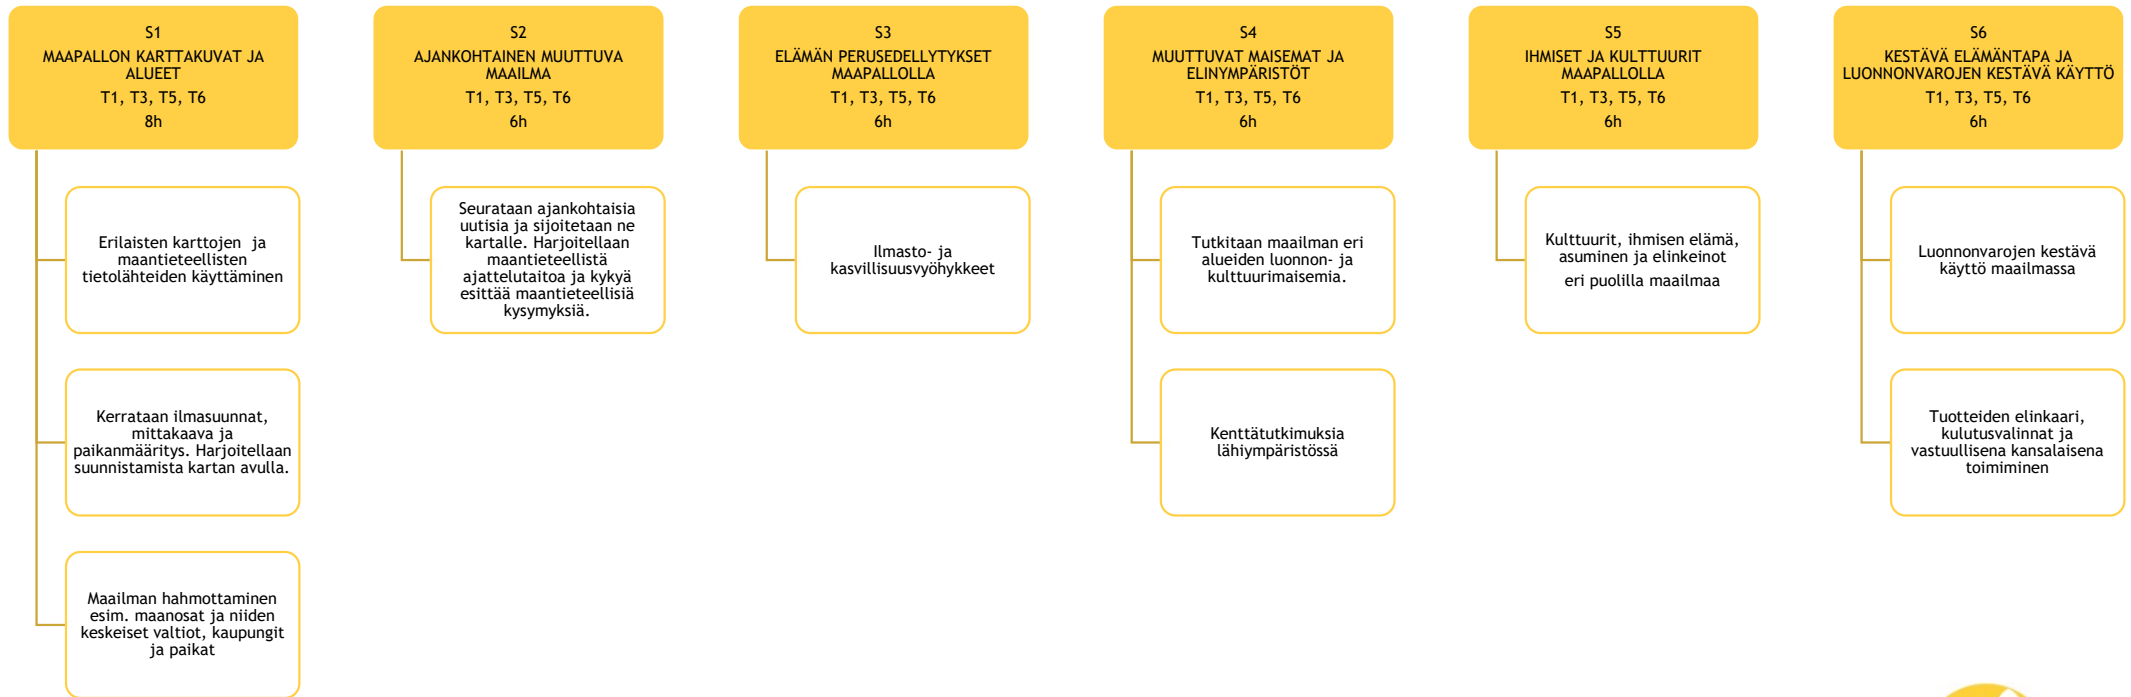 S1
MAAPALLON KARTTAKUVAT JA
ALUEET
T1, T3, T5, T6
8h
Erilaisten karttojen ja
maantieteellisten
tietolähteiden käyttäminen
Kerrataan ilmasuunnat,
mittakaava ja
paikanmääritys. Harjoitellaan
suunnistamista kartan avulla.
Maailman hahmottaminen
esim. maanosat ja niiden
keskeiset valtiot, kaupungit
ja paikat
S2
AJANKOHTAINEN MUUTTUVA
MAAILMA
T1, T3, T5, T6
6h
Seurataan ajankohtaisia
uutisia ja sijoitetaan ne
kartalle. Harjoitellaan
maantieteellistä
ajattelutaitoa ja kykyä
esittää maantieteellisiä
kysymyksiä.
S3
ELÄMÄN PERUSEDELLYTYKSET
MAAPALLOLLA
T1, T3, T5, T6
6h
Ilmasto- ja
kasvillisuusvyöhykkeet
S4
MUUTTUVAT MAISEMAT JA
ELINYMPÄRISTÖT
T1, T3, T5, T6
6h
Tutkitaan maailman eri
alueiden luonnon- ja
kulttuurimaisemia.
Kenttätutkimuksia
lähiympäristössä
S5
IHMISET JA KULTTUURIT
MAAPALLOLLA
T1, T3, T5, T6
6h
Kulttuurit, ihmisen elämä,
asuminen ja elinkeinot
eri puolilla maailmaa
S6
KESTÄVÄ ELÄMÄNTAPA JA
LUONNONVAROJEN KESTÄVÄ KÄYTTÖ
T1, T3, T5, T6
6h
Luonnonvarojen kestävä
käyttö maailmassa
Tuotteiden elinkaari,
kulutusvalinnat ja
vastuullisena kansalaisena
toimiminen